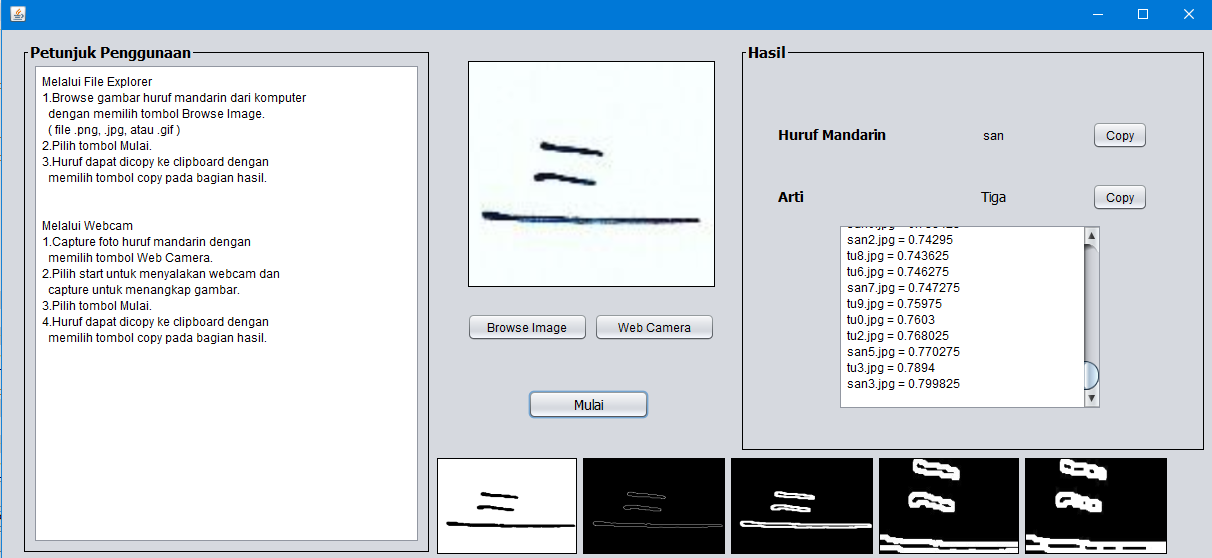 Petunjuk Penggunaan
Melalui File Explorer
1.Browse gambar huruf mandarin dari komputer
dengan memilih tombol Browse Image.
( file .png, .jpg, atau .gif )
2.Pilih tombol Mulai.
3.Huruf dapat dicopy ke clipboard dengan
memilih tombol copy pada bagian hasil.
Melalui Webcam
1.Capture foto huruf mandarin dengan
memilih tombol Web Camera.
2.Pilih start untuk menyalakan webcam dan
capture untuk menangkap gambar.
3.Pilih tombol Mulai.
4.Huruf dapat dicopy ke clipboard dengan
memilih tombol copy pada bagian hasil.
三
Browse Image
Web Camera
Mulai
Hasil
Huruf Mandarin san Copy
Arti Tiga Copy
san2.jpg = 0.74295
tu8.jpg = 0.743625
tu6.jpg = 0.746275
san7.jpg = 0.747275
tu9.jpg = 0.75975
tu0.jpg = 0.7603
tu2.jpg = 0.768025
san5.jpg = 0.770275
tu3.jpg = 0.7894
san3.jpg = 0.799825
三
三
三